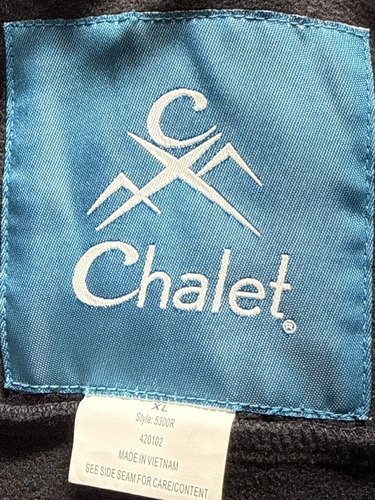 C
Chalet®
XL
Style: 5300R
420102
MADE IN VIETNAM
SEE SIDE SEAM FOR CARE/CONTENT